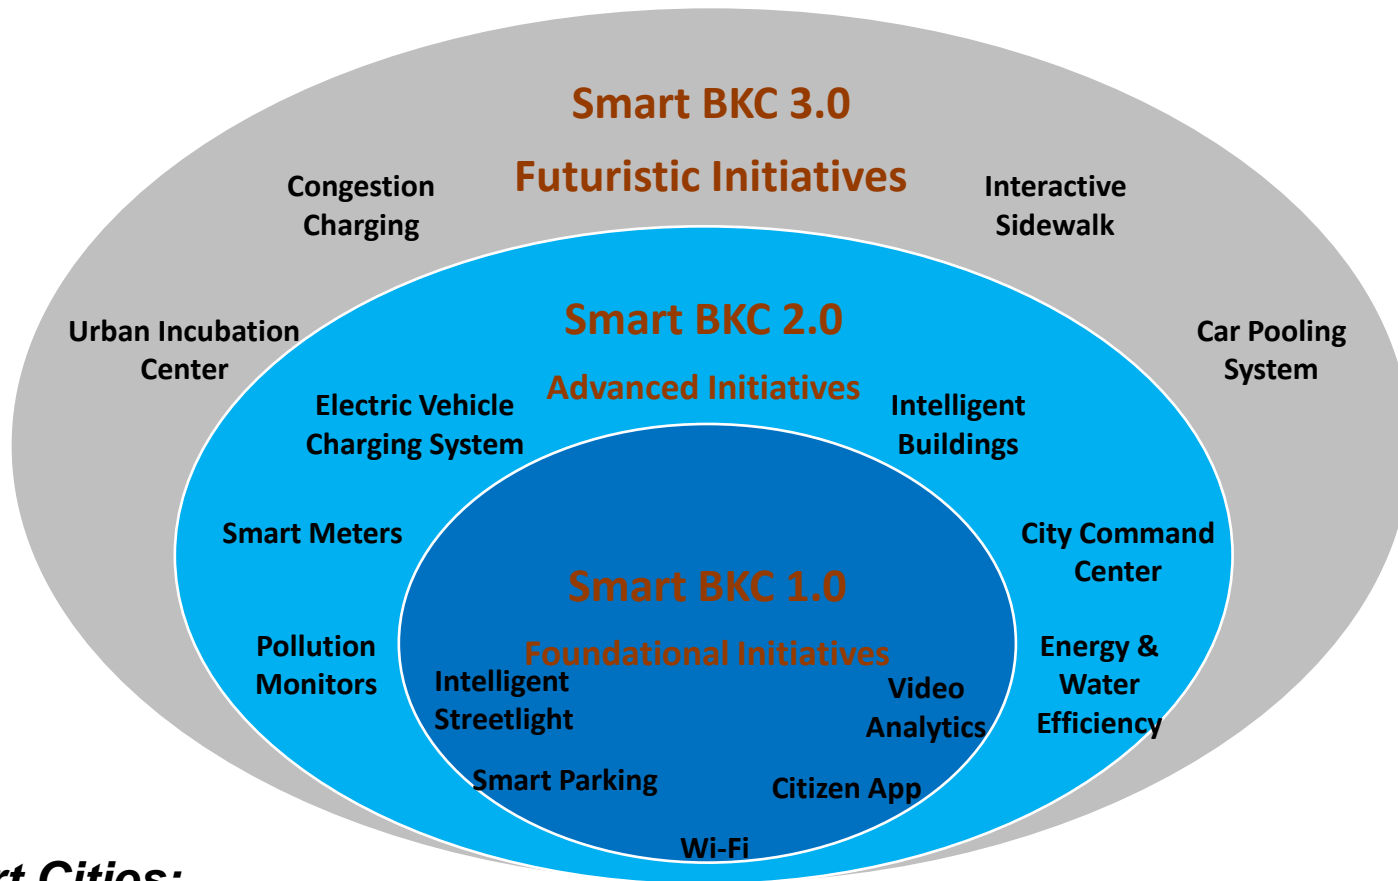 Smart BKC 3.0
Futuristic Initiatives
Congestion
Charging
Interactive
Sidewalk
Urban Incubation
Center
Car Pooling
System
Smart BKC 2.0
Advanced Initiatives
Electric Vehicle
Charging System
Intelligent
Buildings
Smart Meters
City Command
Center
Pollution
Monitors
Energy &
Water
Efficiency
Smart BKC 1.0
Foundational Initiatives
Intelligent
Streetlight
Video
Analytics
Smart Parking
Citizen App
Wi-Fi
rt Cities: